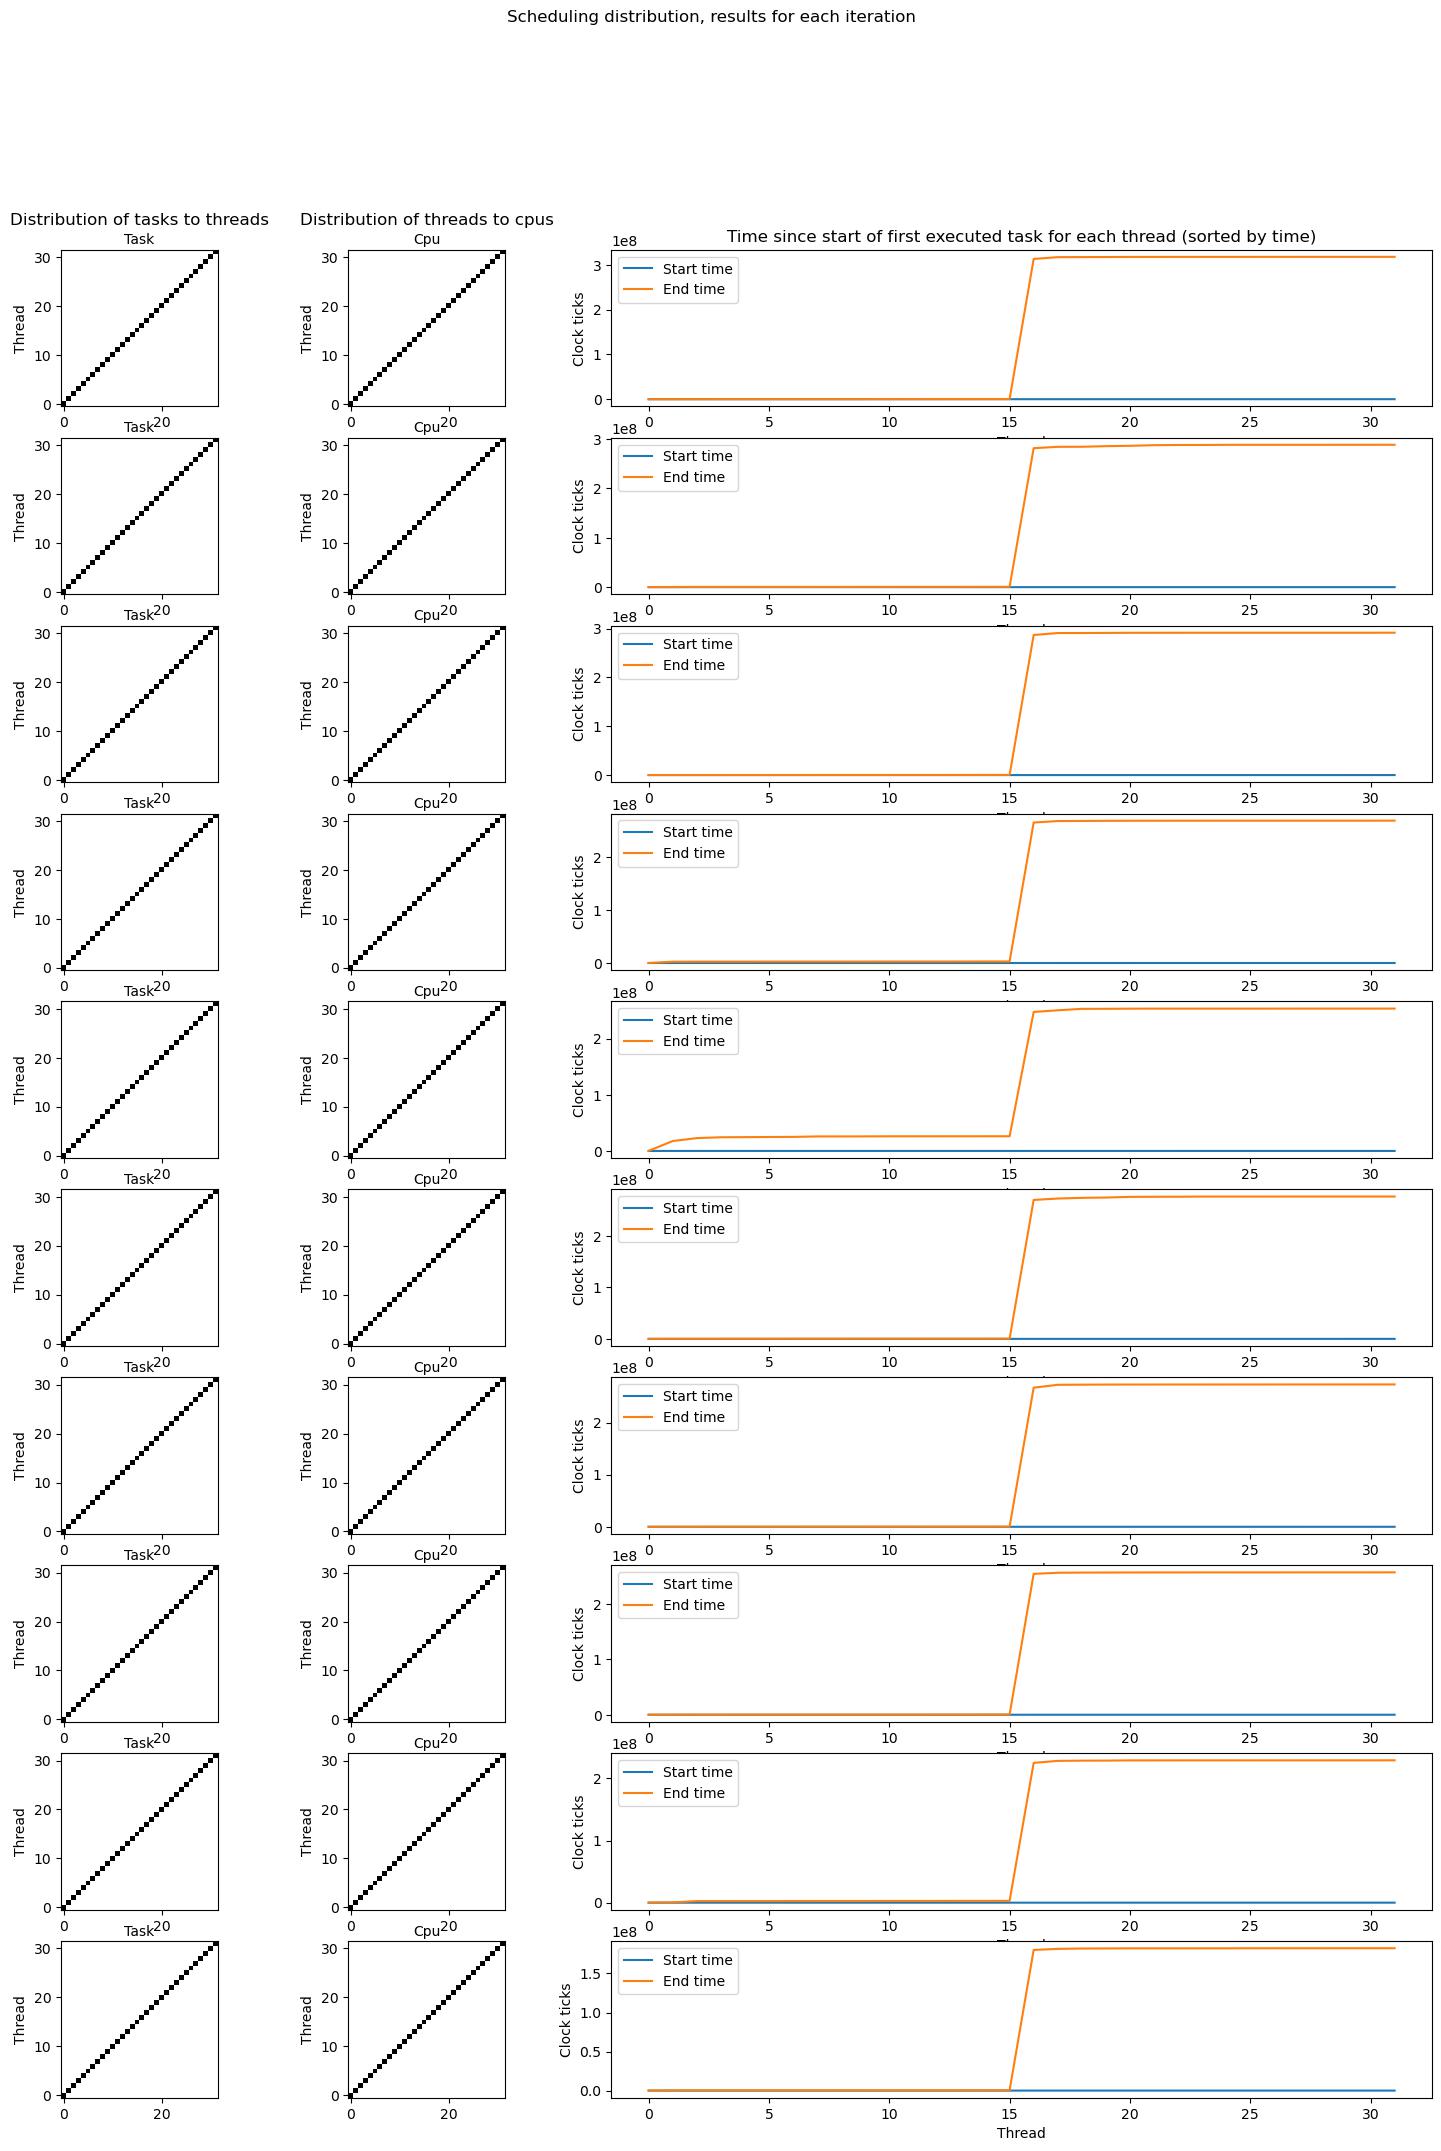 Scheduling distribution, results for each iteration
Distribution of tasks to threads
Distribution of threads to cpus
Time since start of first executed task for each thread (sorted by time)
Task
Thread
30
20
10
0
0 20
Cpu
Thread
30
20
10
0
0 20
1e8
Clock ticks
3
2
1
0
Start time
End time
0 5 10 15 20 25 30
Task
Thread
30
20
10
0
0 20
Cpu
Thread
30
20
10
0
0 20
1e8
Clock ticks
3
2
1
0
Start time
End time
0 5 10 15 20 25 30
Task
Thread
30
20
10
0
0 20
Cpu
Thread
30
20
10
0
0 20
1e8
Clock ticks
3
2
1
0
Start time
End time
0 5 10 15 20 25 30
Task
Thread
30
20
10
0
0 20
Cpu
Thread
30
20
10
0
0 20
1e8
Clock ticks
2
1
0
Start time
End time
0 5 10 15 20 25 30
Task
Thread
30
20
10
0
0 20
Cpu
Thread
30
20
10
0
0 20
1e8
Clock ticks
2
1
0
Start time
End time
0 5 10 15 20 25 30
Task
Thread
30
20
10
0
0 20
Cpu
Thread
30
20
10
0
0 20
1e8
Clock ticks
2
1
0
Start time
End time
0 5 10 15 20 25 30
Task
Thread
30
20
10
0
0 20
Cpu
Thread
30
20
10
0
0 20
1e8
Clock ticks
2
1
0
Start time
End time
0 5 10 15 20 25 30
Task
Thread
30
20
10
0
0 20
Cpu
Thread
30
20
10
0
0 20
1e8
Clock ticks
2
1
0
Start time
End time
0 5 10 15 20 25 30
Task
Thread
30
20
10
0
0 20
Cpu
Thread
30
20
10
0
0 20
1e8
Clock ticks
2
1
0
Start time
End time
0 5 10 15 20 25 30
Task
Thread
30
20
10
0
0 20
Cpu
Thread
30
20
10
0
0 20
1e8
Clock ticks
1.5
1.0
0.5
0.0
Start time
End time
0 5 10 15 20 25 30
Thread